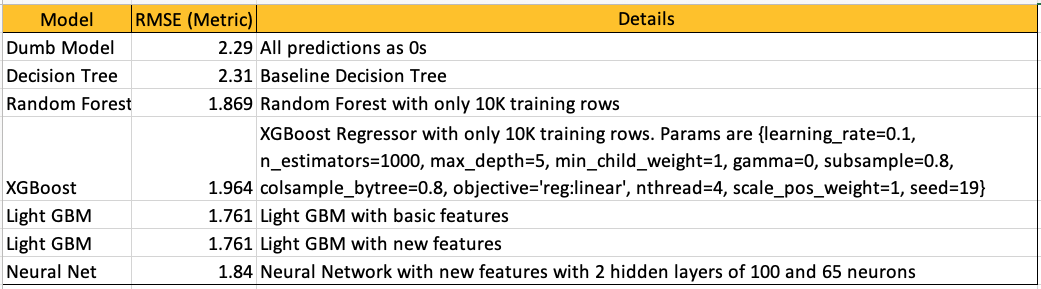 Model RMSE (Metric) Details
Dumb Model 2.29 All predictions as 0s
Decision Tree 2.31 Baseline Decision Tree
Random Forest 1.869 Random Forest with only 10K training rows
XGBoost Regressor with only 10K training rows. Params are {learning_rate=0.1,
n_estimators=1000, max_depth=5, min_child_weight=1, gamma=0, subsample=0.8,
XGBoost 1.964 colsample_bytree=0.8, objective='reg:linear', nthread=4, scale_pos_weight=1, seed=19}
Light GBM 1.761 Light GBM with basic features
Light GBM 1.761 Light GBM with new features
Neural Net 1.84 Neural Network with new features with 2 hidden layers of 100 and 65 neurons